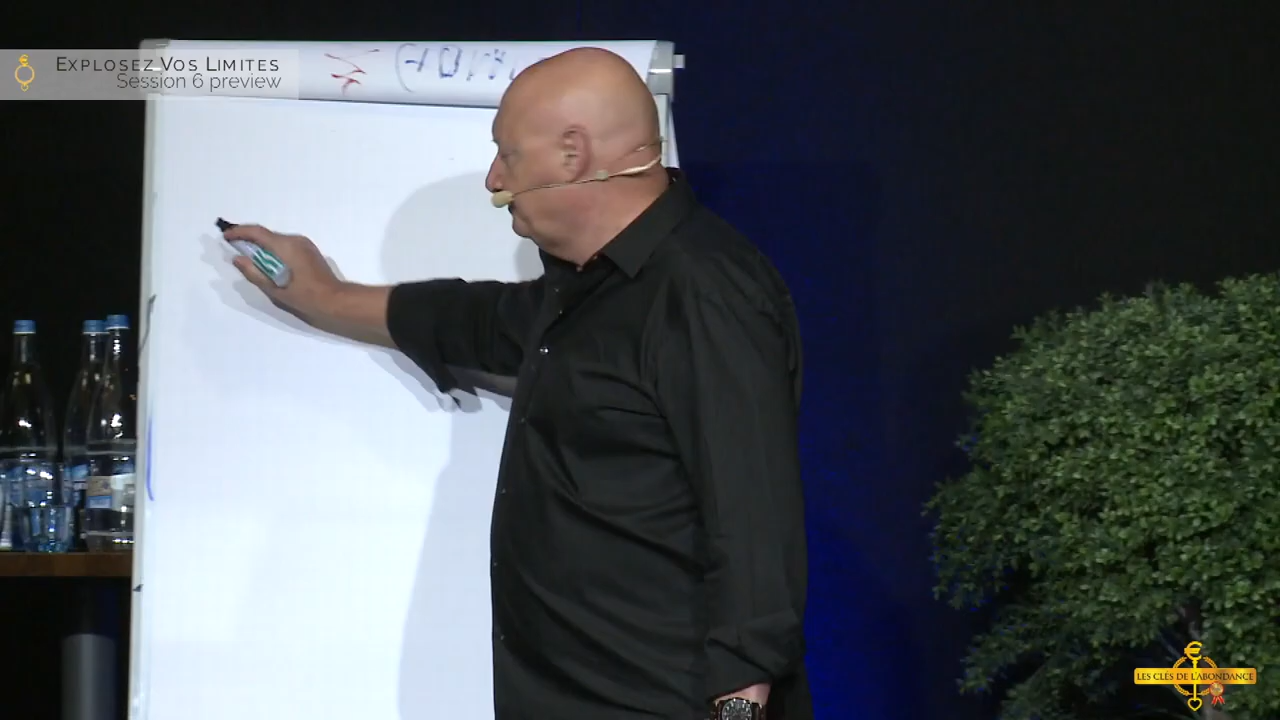 EXPLOSEZ VOS LIMITES
Session 6 preview
LES CLÉS DE L'ABONDANCE